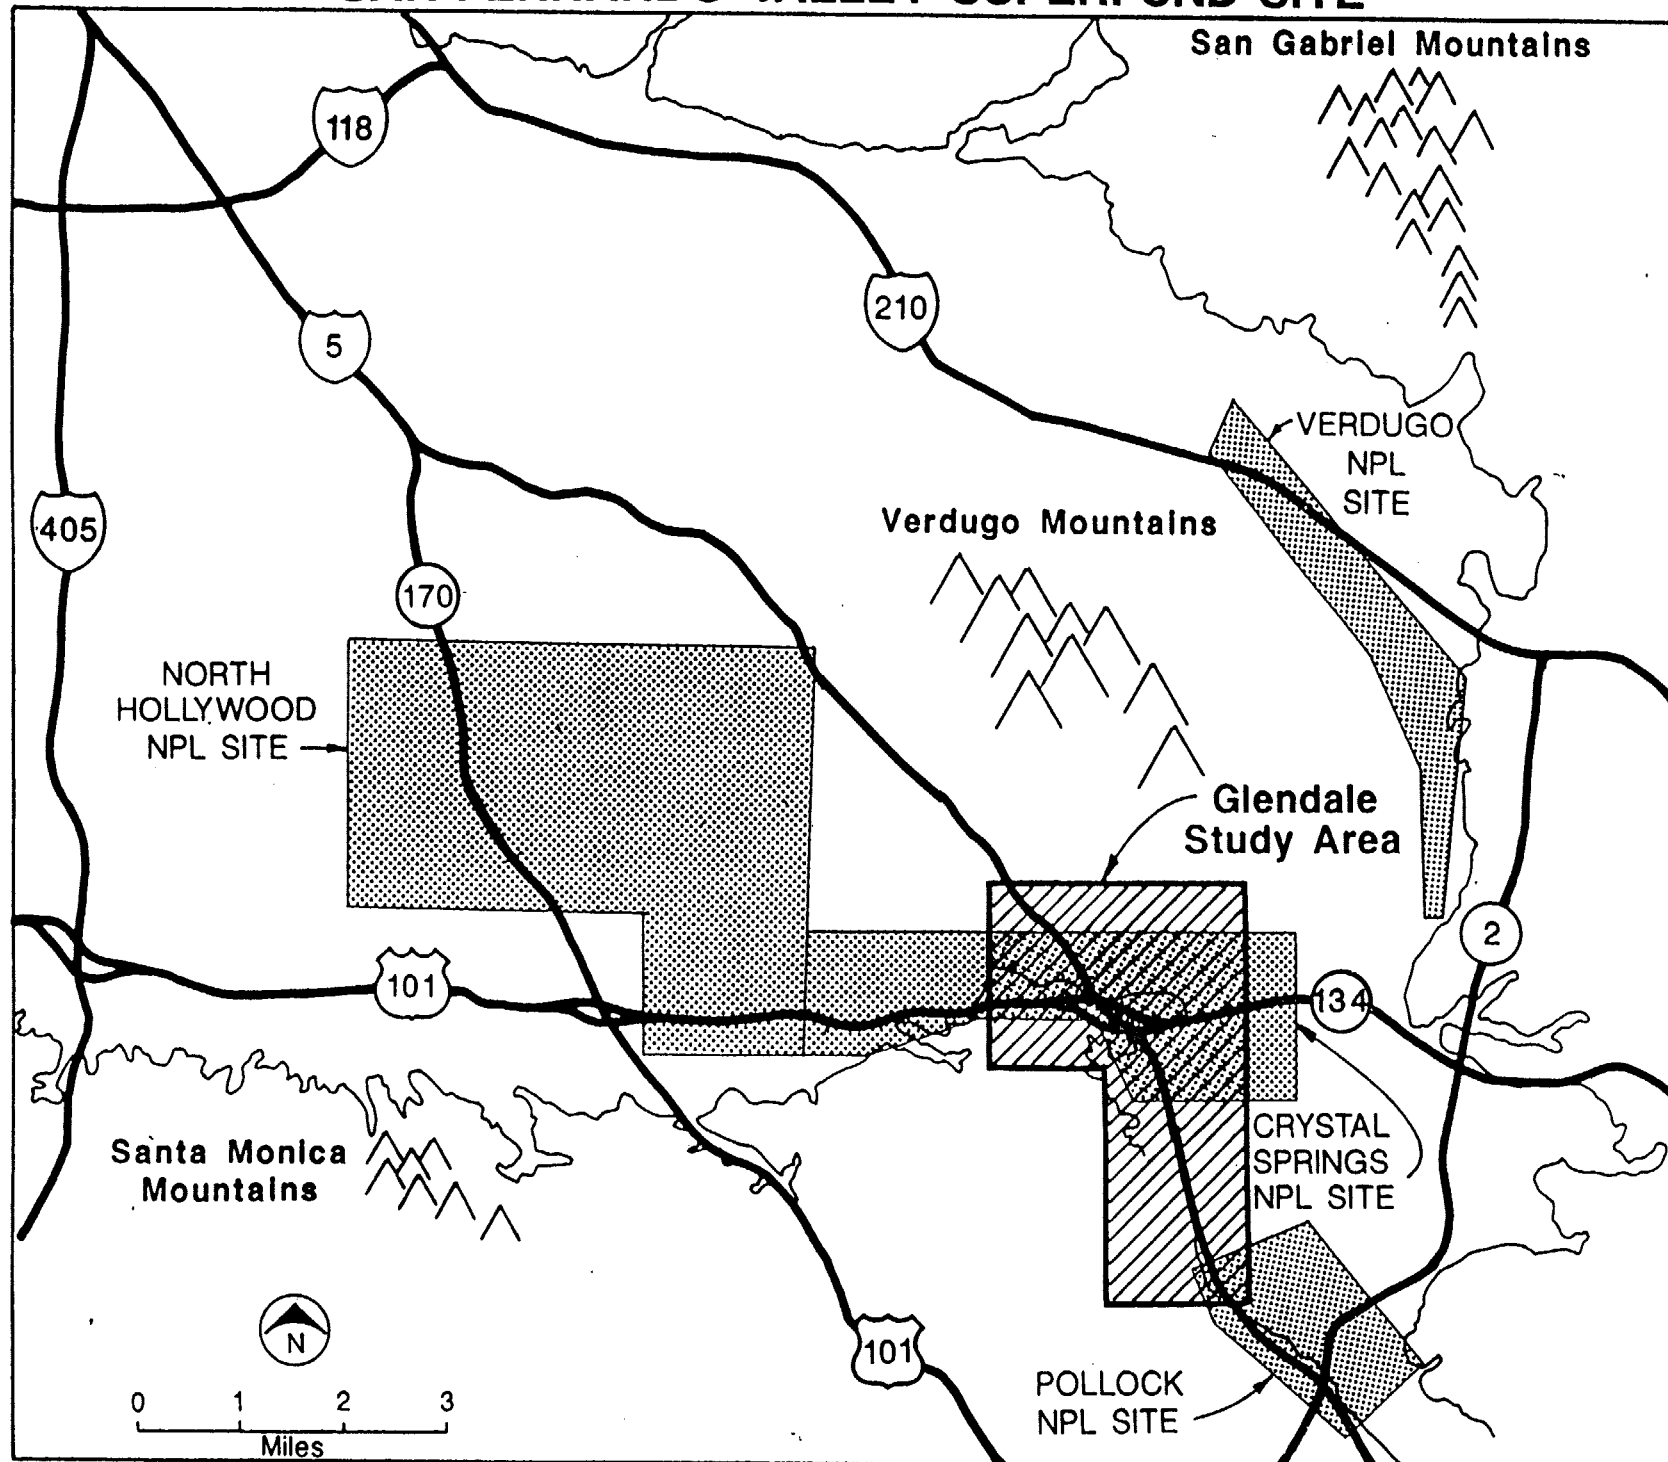 San Gabriel Mountains
118
210
5
VERDUGO
NPL
SITE
405
Verdugo Mountains
170
NORTH
HOLLYWOOD
NPL SITE
Glendale
Study Area
2
101
134
CRYSTAL
SPRINGS
NPL SITE
Santa Monica
Mountains
N
101
POLLOCK
NPL SITE
0 1 2 3
Miles